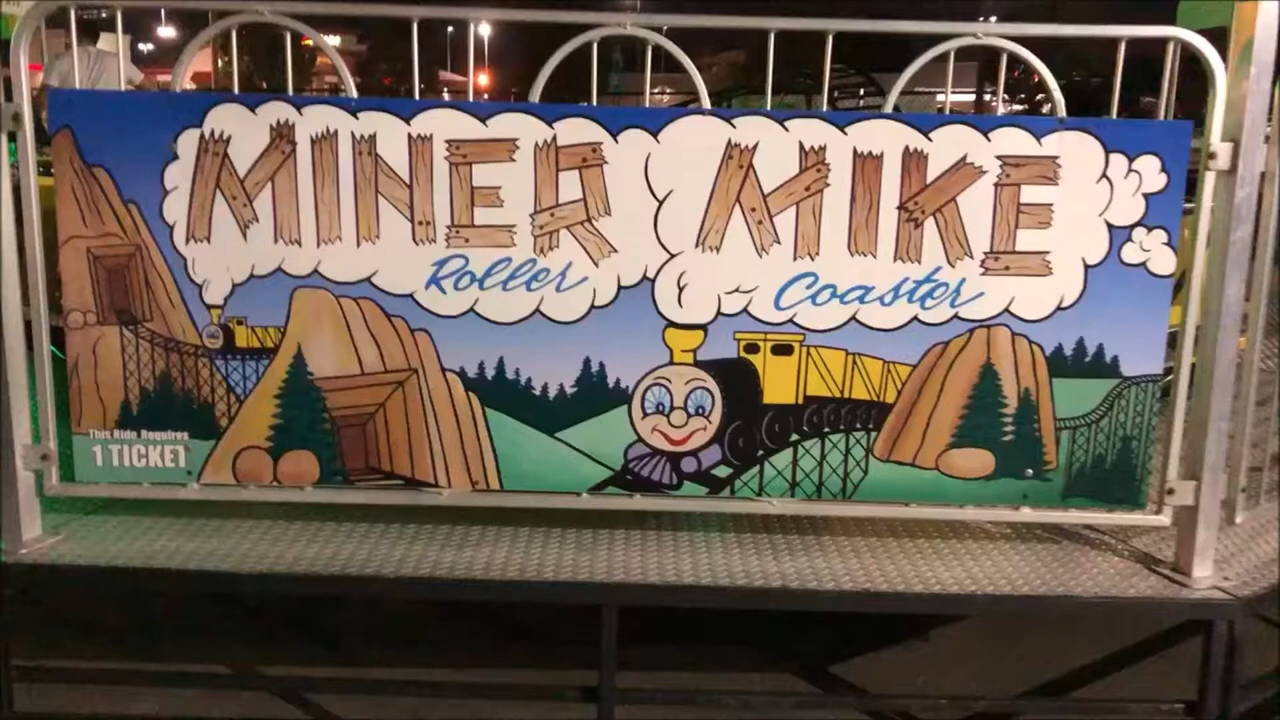 MINER MIKE
Roller Coaster
This Ride Requires
1 TICKET